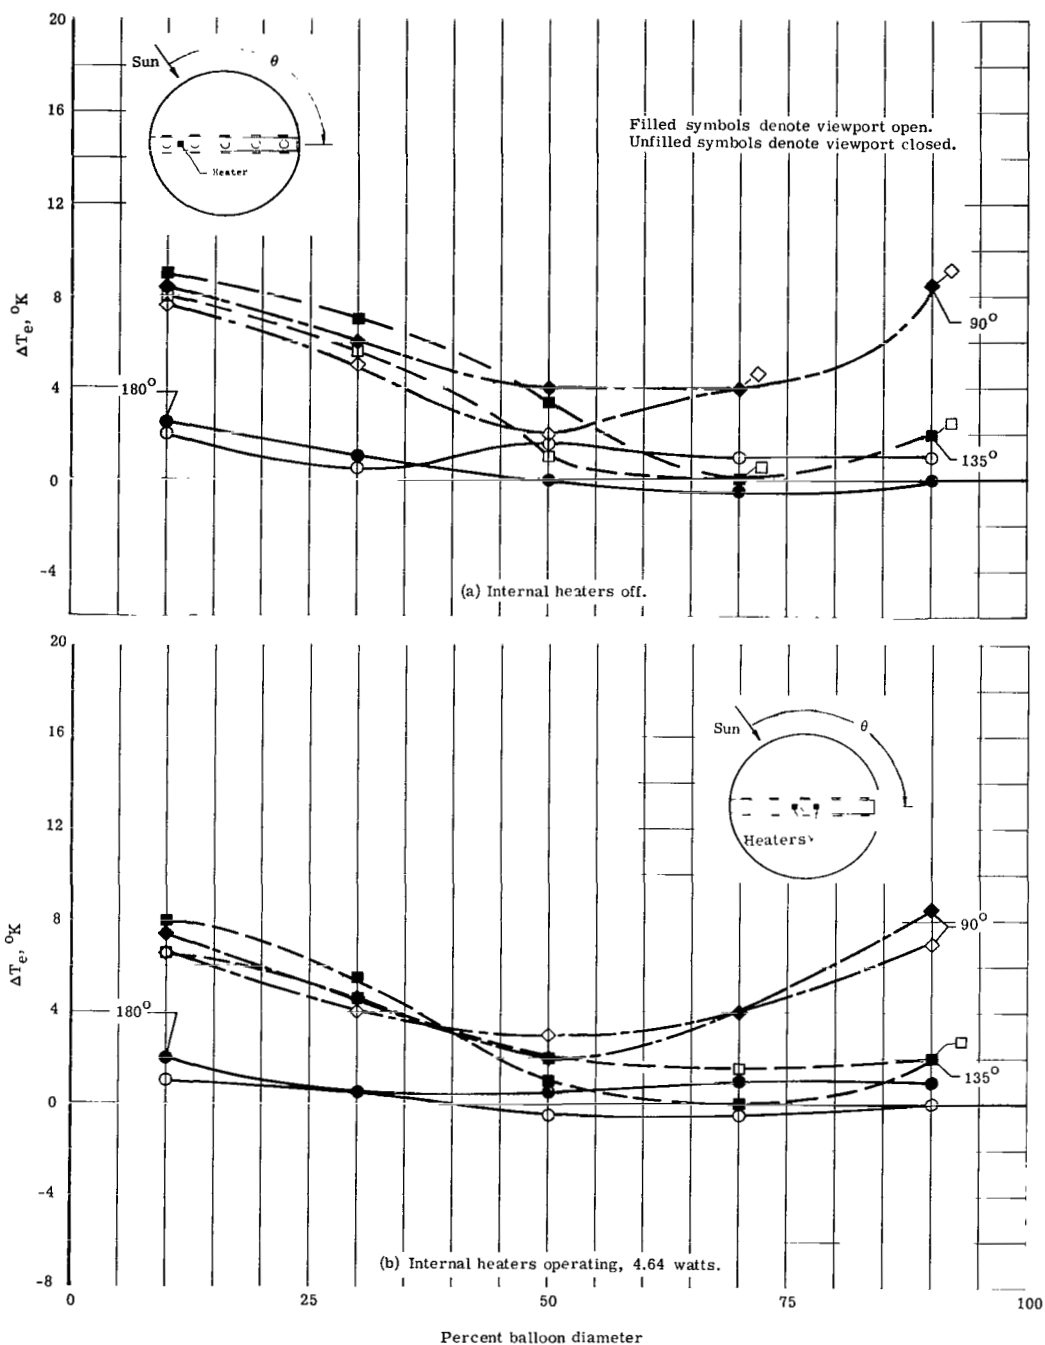 20
Sun
θ
16
Filled symbols denote viewport open.
Unfilled symbols denote viewport closed.
Heater
12
8
ΔTe, °K
90°
4
180°
135°
0
-4
(a) Internal heaters off.
20
16
Sun
θ
12
Heaters
8
ΔTe, °K
90°
4
180°
135°
0
-4
(b) Internal heaters operating, 4.64 watts.
-8
0 25 50 75 100
Percent balloon diameter